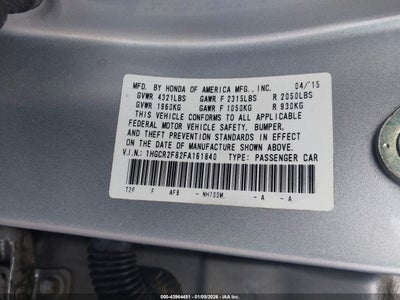 MFD. BY HONDA OF AMERICA MFG., INC. 04/'15
GVWR 4321LBS GAWR F 2315LBS R 2050LBS
GVWR 1960KG GAWR F 1050KG R 930KG
THIS VEHICLE CONFORMS TO ALL APPLICABLE
FEDERAL MOTOR VEHICLE SAFETY, BUMPER,
AND THEFT PREVENTION STANDARDS IN EFFECT
ON THE DATE OF MANUFACTURE SHOWN ABOVE.
V.I.N.: 1HGCR2F82FA161840 TYPE: PASSENGER CAR
T2F F AFB - NH700M - A - A
000-43964451 - 01/05/2026 - IAA, Inc.